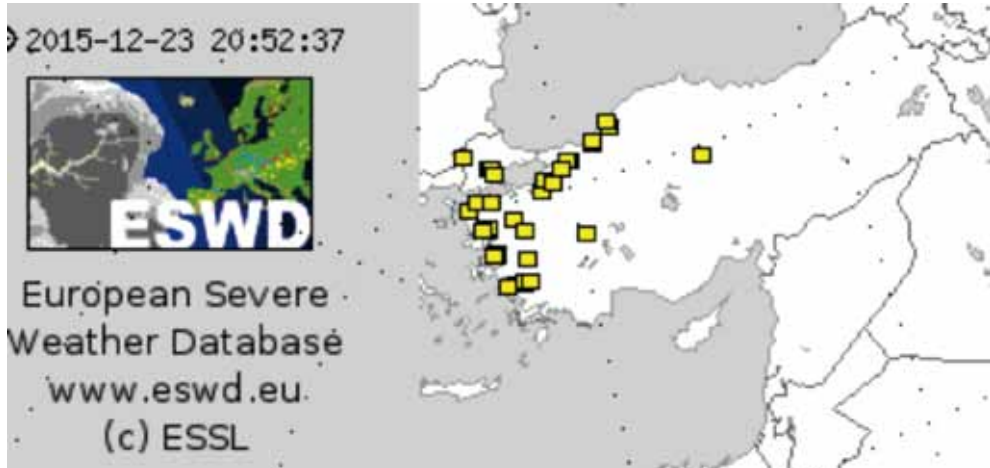 2015-12-23 20:52:37
ESWD
European Severe
Weather Database
www.eswd.eu
(c) ESSL